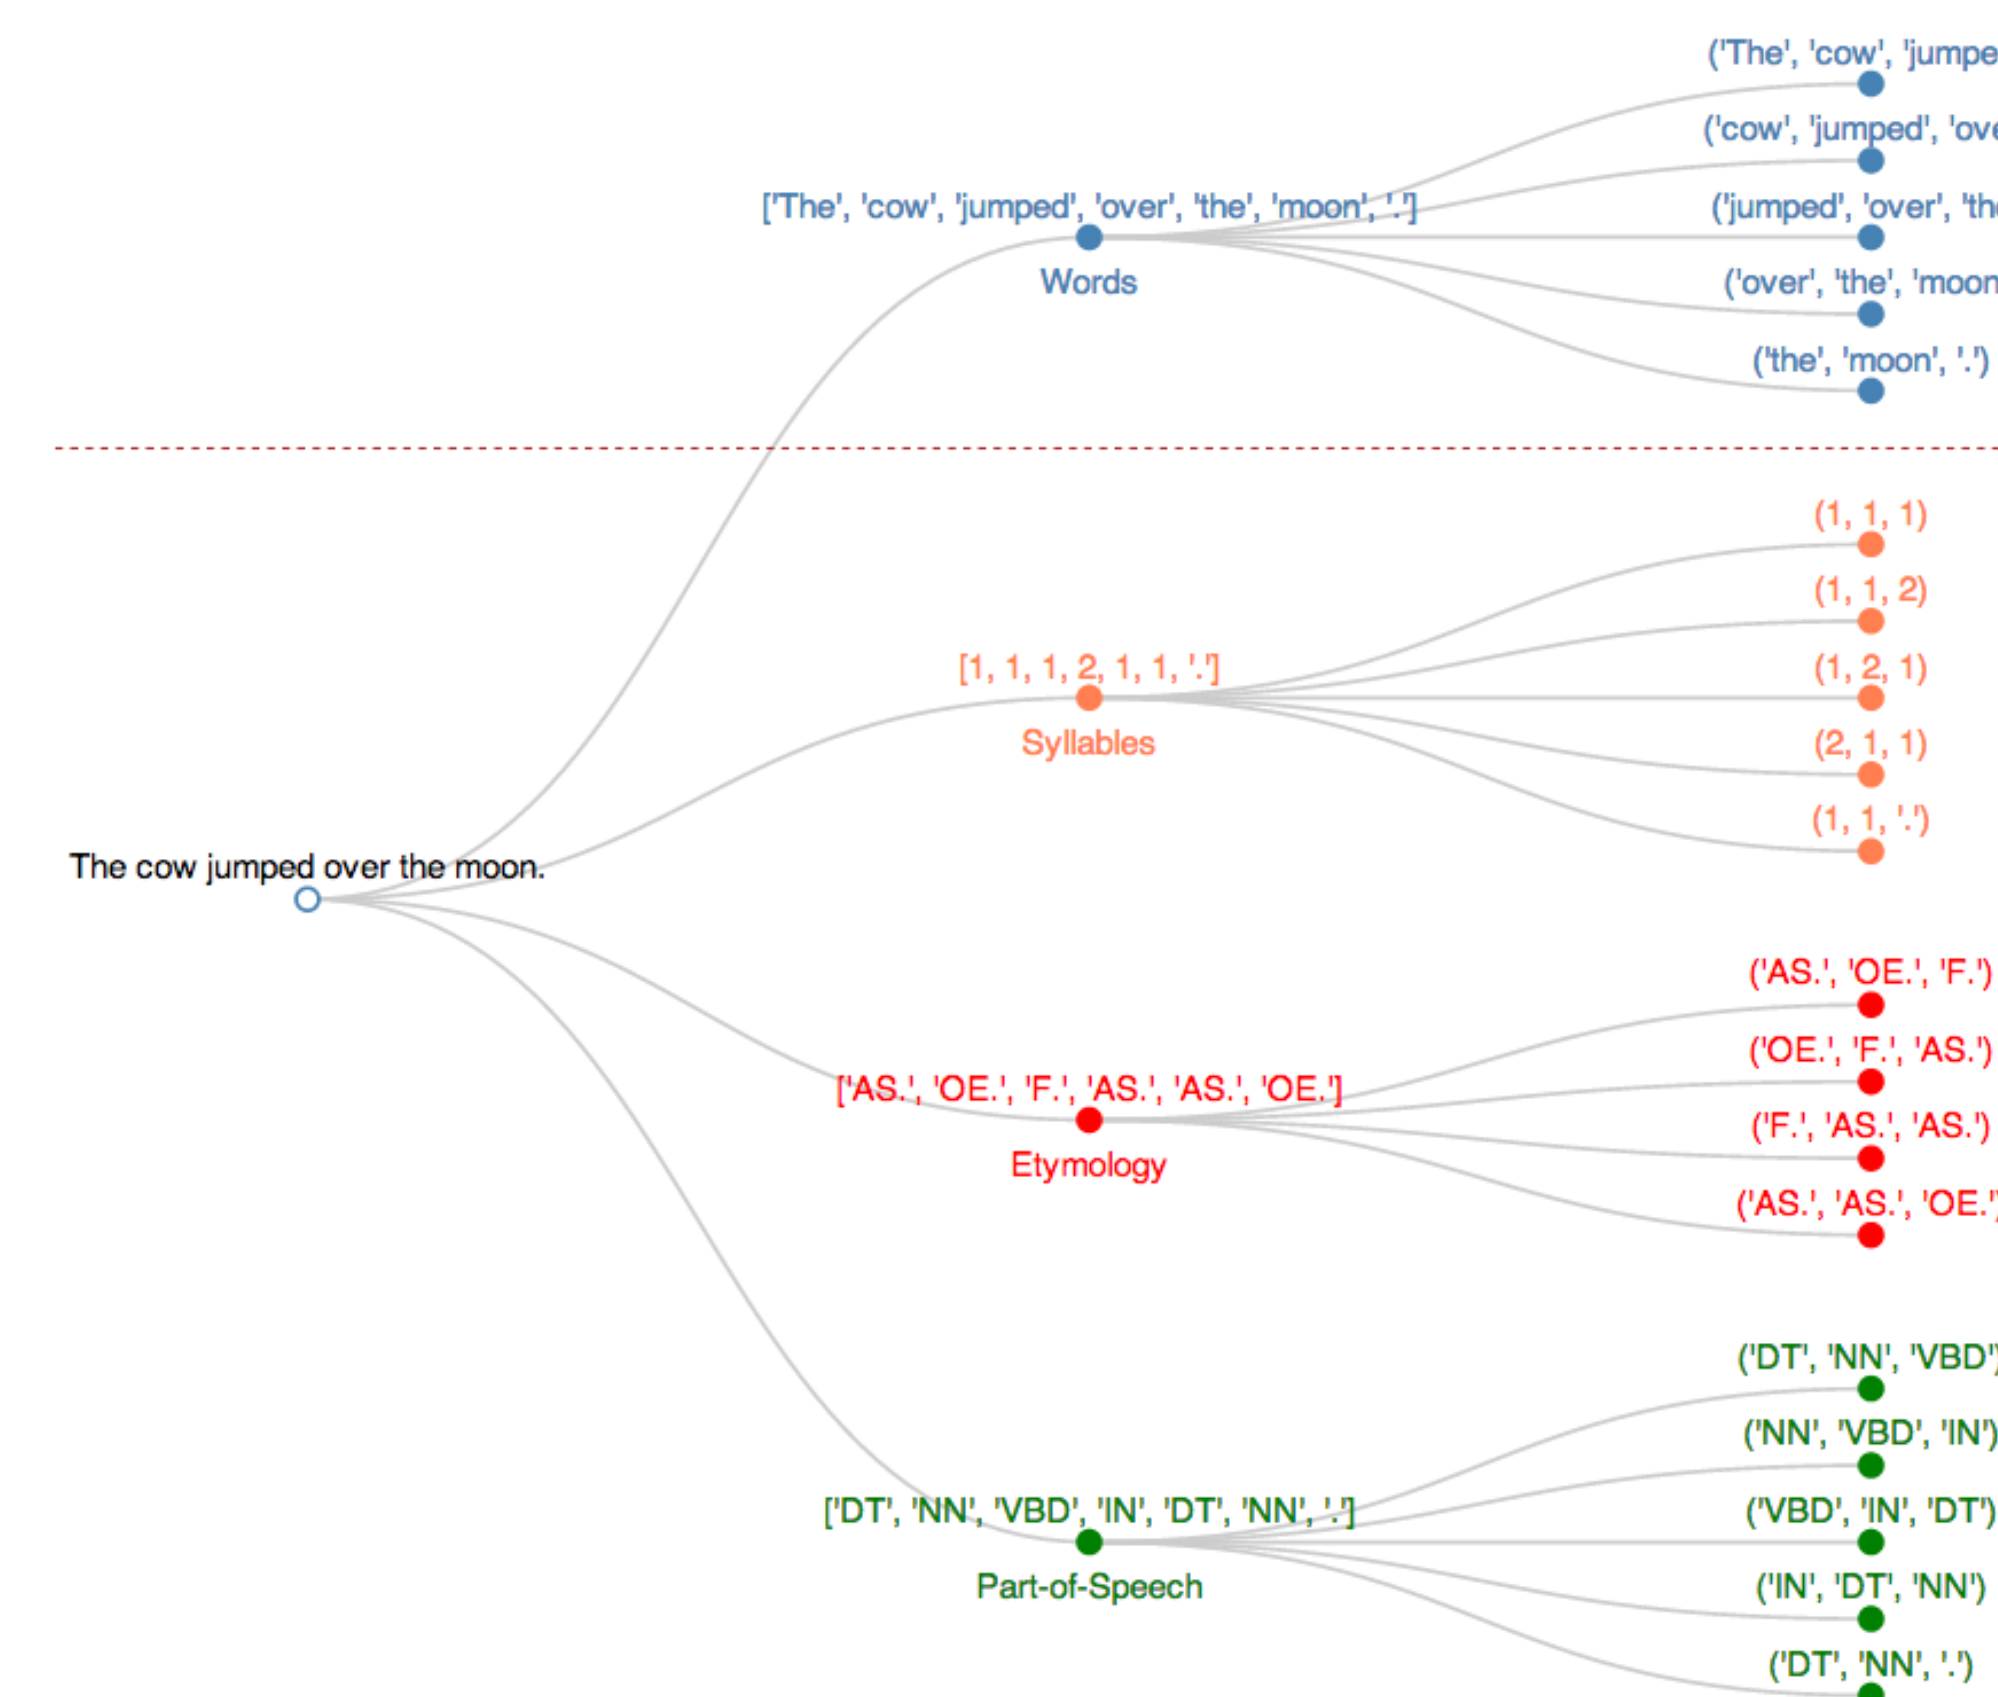 ('The', 'cow', 'jumpe
('cow', 'jumped', 'ove
['The', 'cow', 'jumped', 'over', 'the', 'moon', '.']
('jumped', 'over', 'the
Words
('over', 'the', 'moon
('the', 'moon', '.')
(1, 1, 1)
(1, 1, 2)
[1, 1, 1, 2, 1, 1, '.']
(1, 2, 1)
Syllables
(2, 1, 1)
(1, 1, '.')
The cow jumped over the moon.
('AS.', 'OE.', 'F.')
('OE.', 'F.', 'AS.')
['AS.', 'OE.', 'F.', 'AS.', 'AS.', 'OE.']
('F.', 'AS.', 'AS.')
Etymology
('AS.', 'AS.', 'OE.')
('DT', 'NN', 'VBD')
('NN', 'VBD', 'IN')
['DT', 'NN', 'VBD', 'IN', 'DT', 'NN', '.']
('VBD', 'IN', 'DT')
Part-of-Speech
('IN', 'DT', 'NN')
('DT', 'NN', '.')